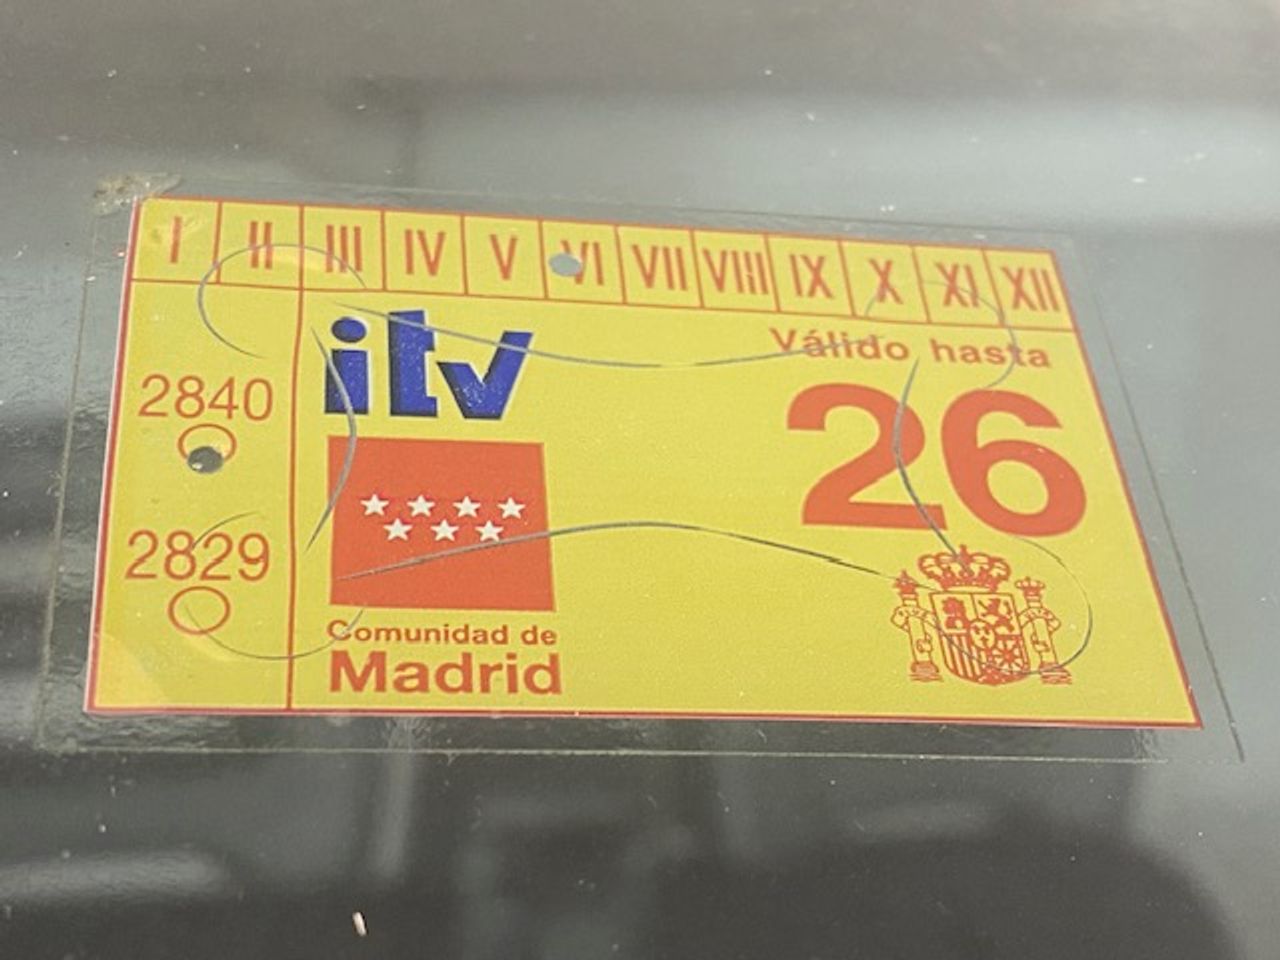 I II III IV V VI VII VIII IX X XI XII
itv
Válido hasta
26
2840
2829
Comunidad de
Madrid